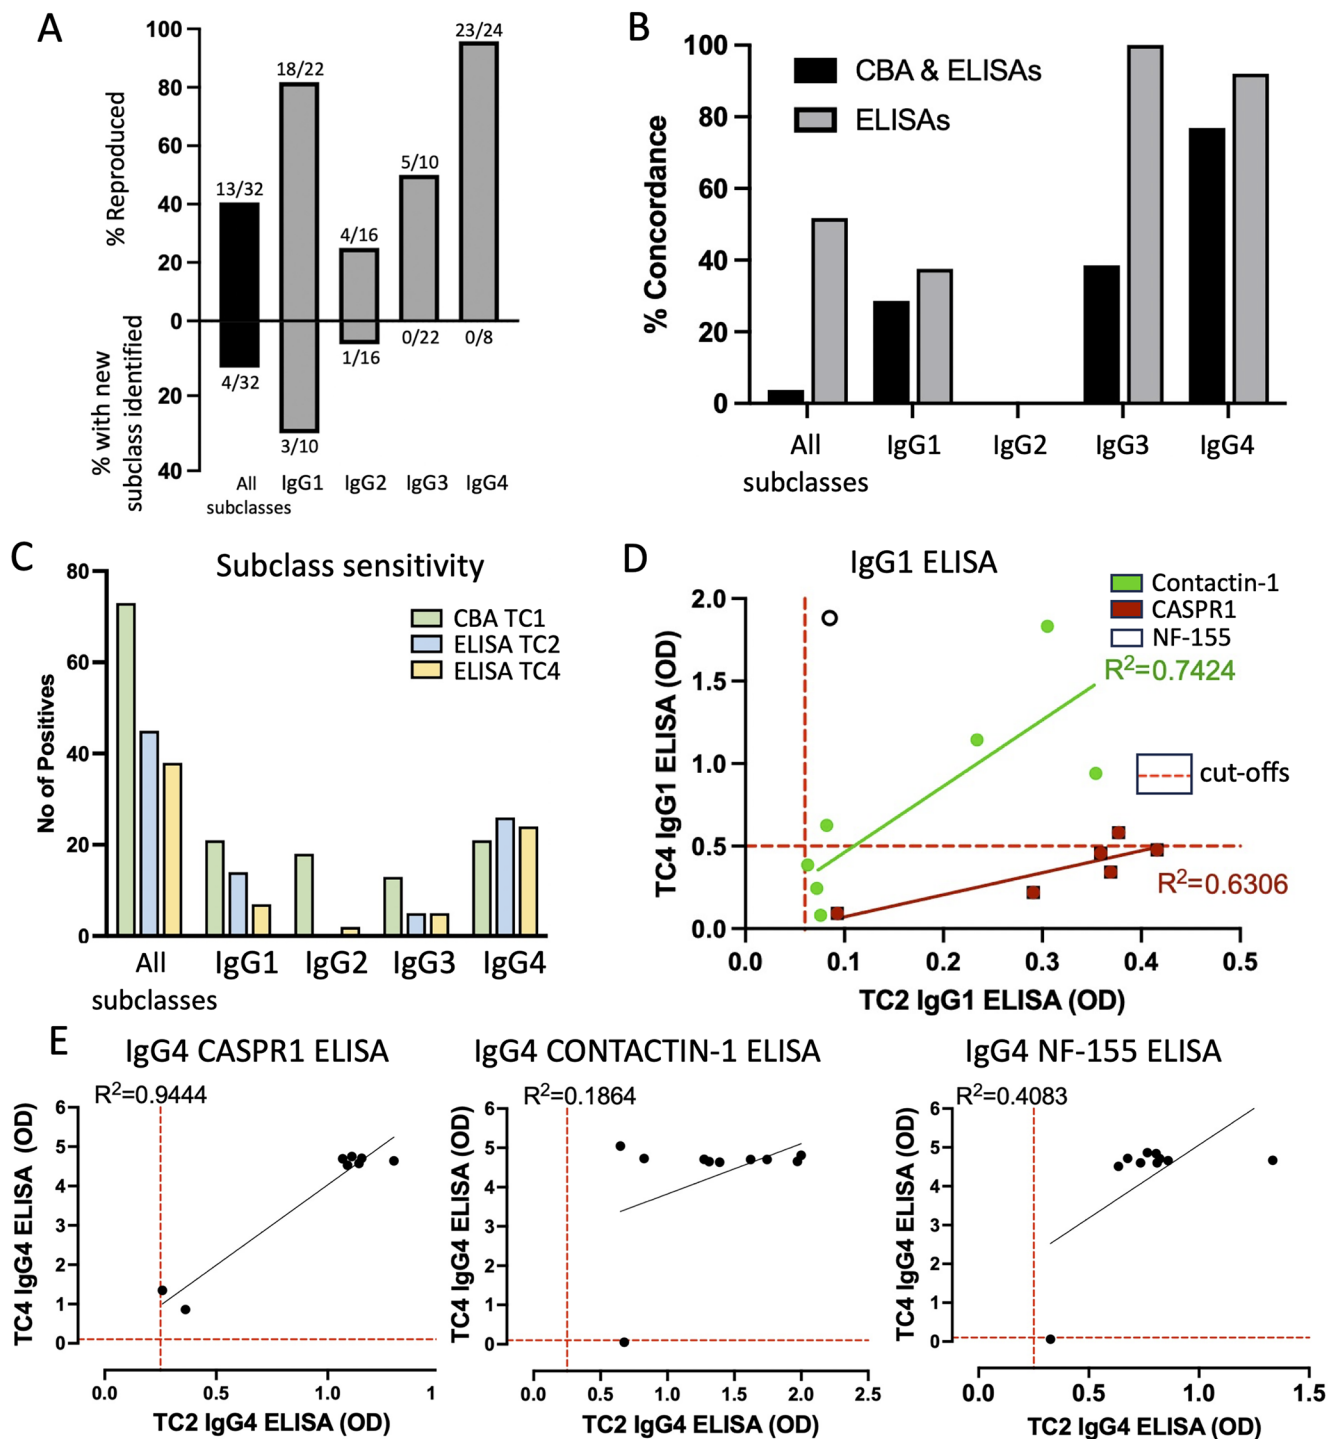 A
% Reproduced
% with new
subclass identified
100
80
60
40
20
0
20
40
13/32
18/22
4/16
5/10
23/24
4/32
3/10
1/16
0/22
0/8
All
subclasses
IgG1
IgG2
IgG3
IgG4
B
% Concordance
100
80
60
40
20
0
CBA & ELISAs
ELISAs
All
subclasses
IgG1
IgG2
IgG3
IgG4
C
Subclass sensitivity
No of Positives
80
60
40
20
0
CBA TC1
ELISA TC2
ELISA TC4
All
subclasses
IgG1
IgG2
IgG3
IgG4
D
IgG1 ELISA
TC4 IgG1 ELISA (OD)
2.0
1.5
1.0
0.5
0.0
Contactin-1
CASPR1
NF-155
R²=0.7424
cut-offs
R²=0.6306
0.0
0.1
0.2
0.3
0.4
0.5
TC2 IgG1 ELISA (OD)
E
IgG4 CASPR1 ELISA
R²=0.9444
TC4 IgG4 ELISA (OD)
6
5
4
3
2
1
0
0.0
0.5
1.0
1
TC2 IgG4 ELISA (OD)
IgG4 CONTACTIN-1 ELISA
R²=0.1864
TC4 IgG4 ELISA (OD)
6
5
4
3
2
1
0
0.0
0.5
1.0
1.5
2.0
2.5
TC2 IgG4 ELISA (OD)
IgG4 NF-155 ELISA
R²=0.4083
TC4 IgG4 ELISA (OD)
6
5
4
3
2
1
0
0.0
0.5
1.0
1.5
TC2 IgG4 ELISA (OD)